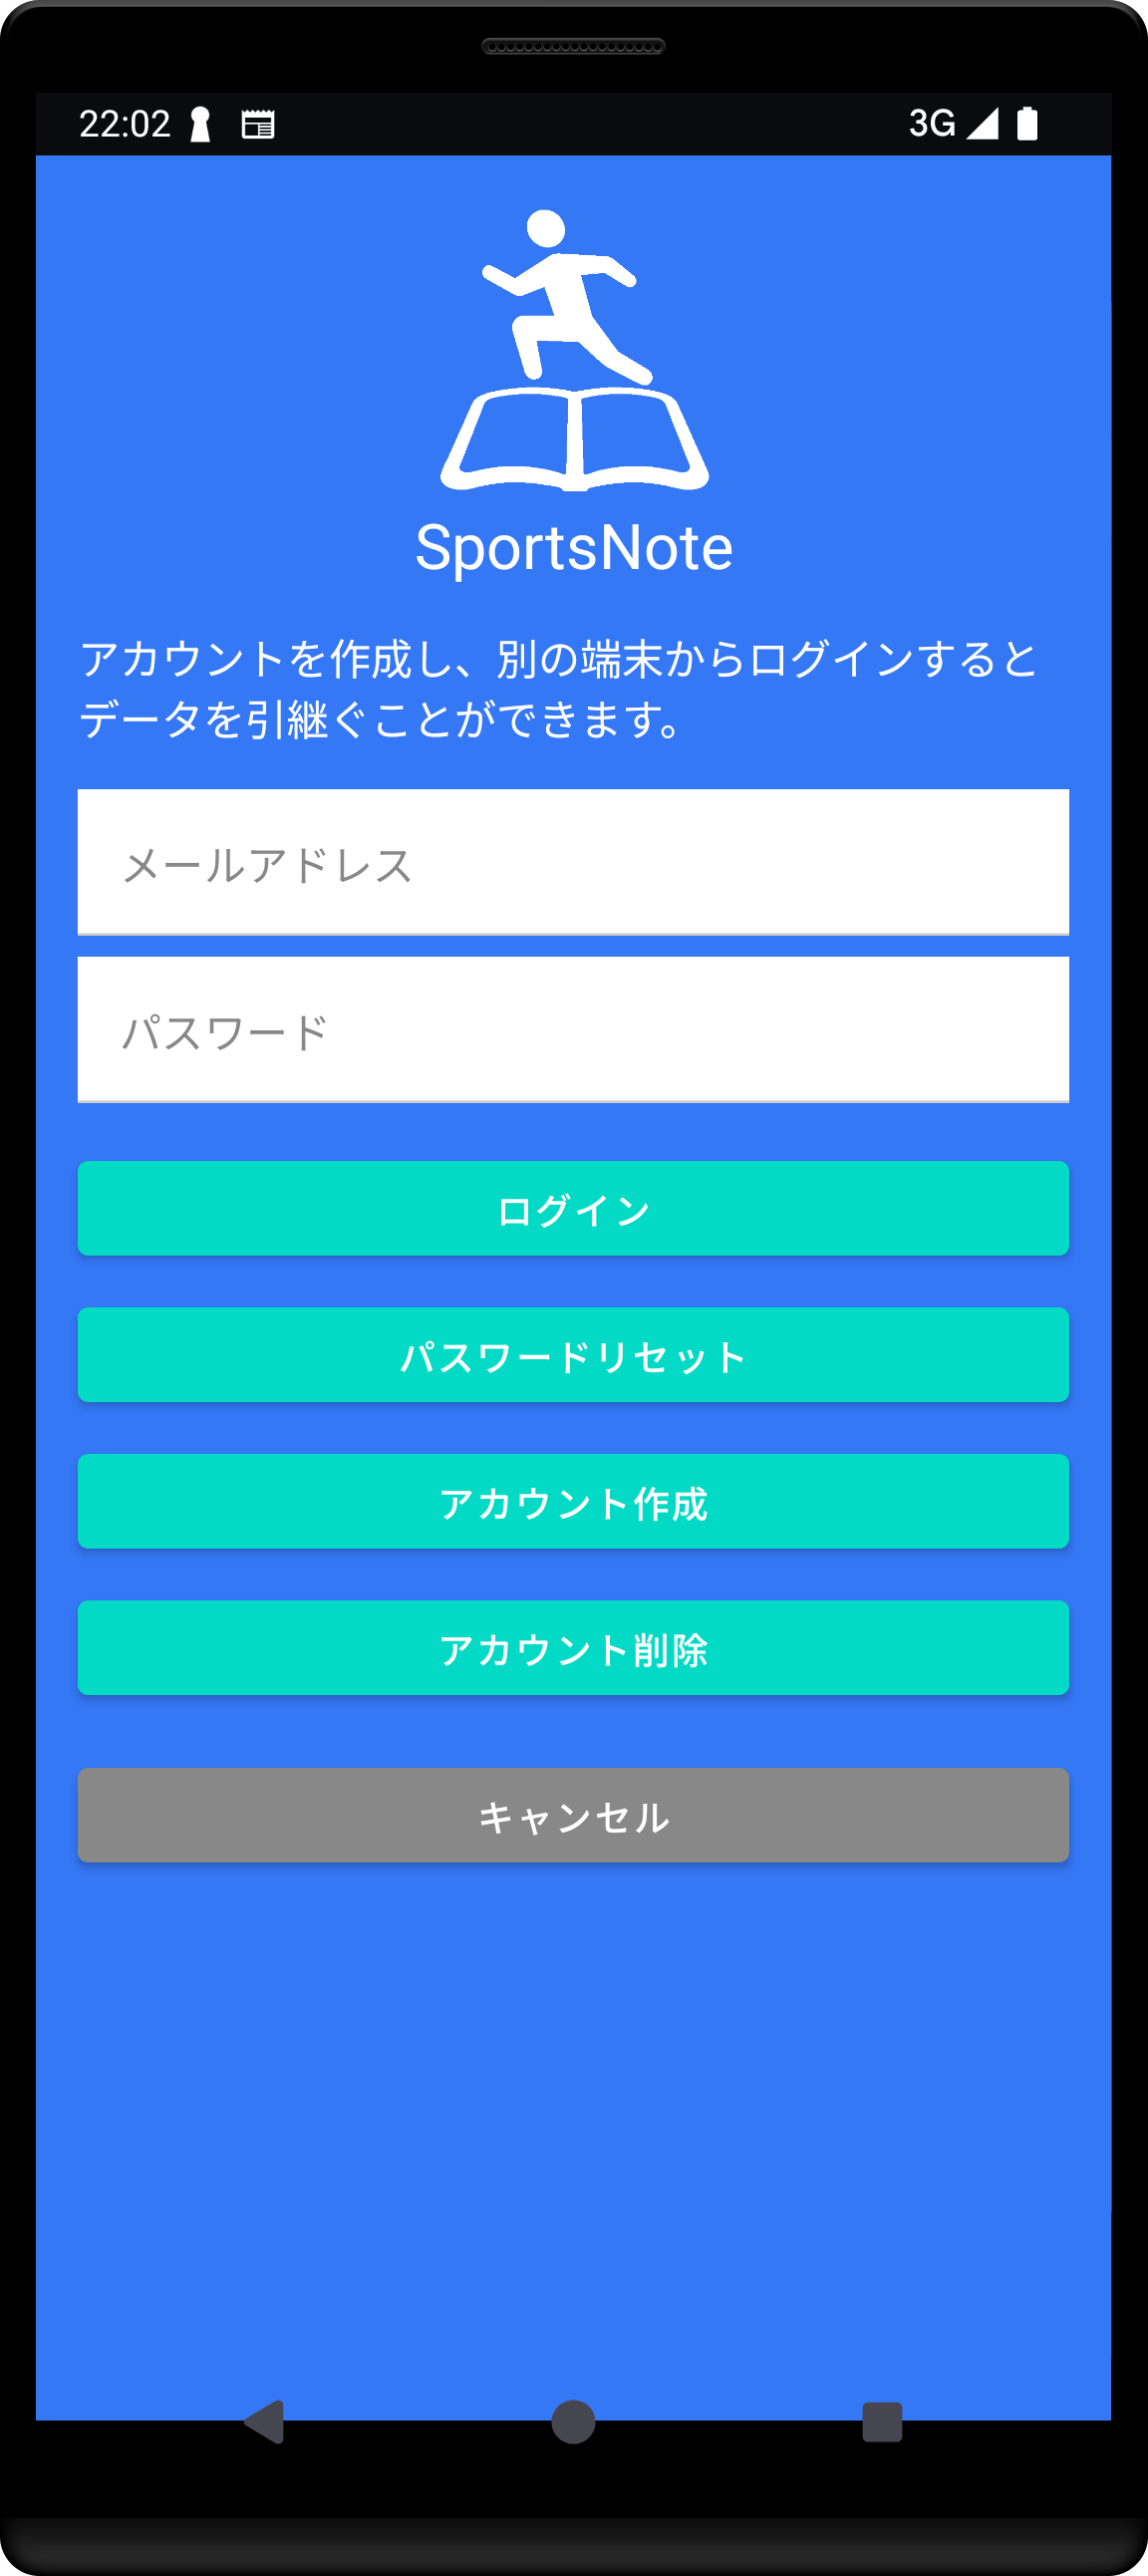 22:02
3G
SportsNote
アカウントを作成し、別の端末からログインすると
データを引継ぐことができます。
メールアドレス
パスワード
ログイン
パスワードリセット
アカウント作成
アカウント削除
キャンセル